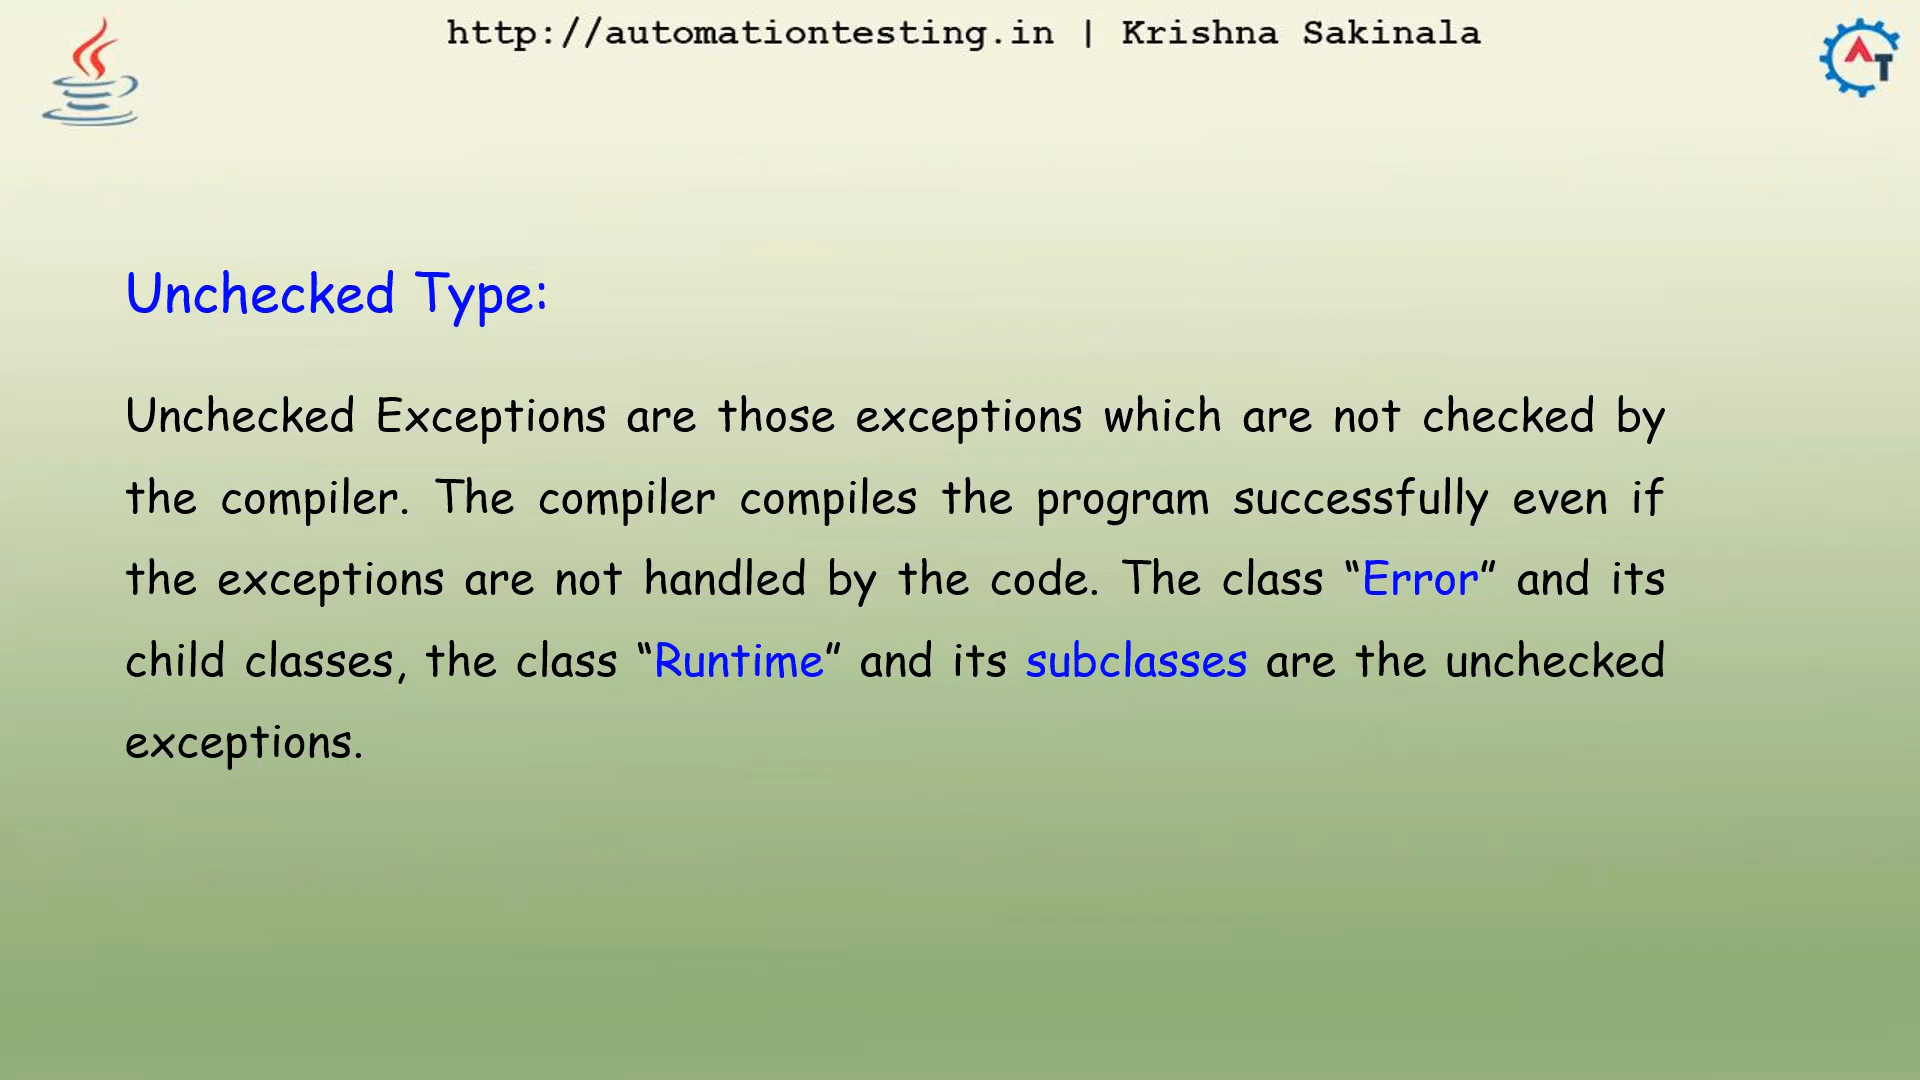 http://automationtesting.in | Krishna Sakinala
AT
Unchecked Type:
Unchecked Exceptions are those exceptions which are not checked by
the compiler. The compiler compiles the program successfully even if
the exceptions are not handled by the code. The class “Error” and its
child classes, the class “Runtime” and its subclasses are the unchecked
exceptions.